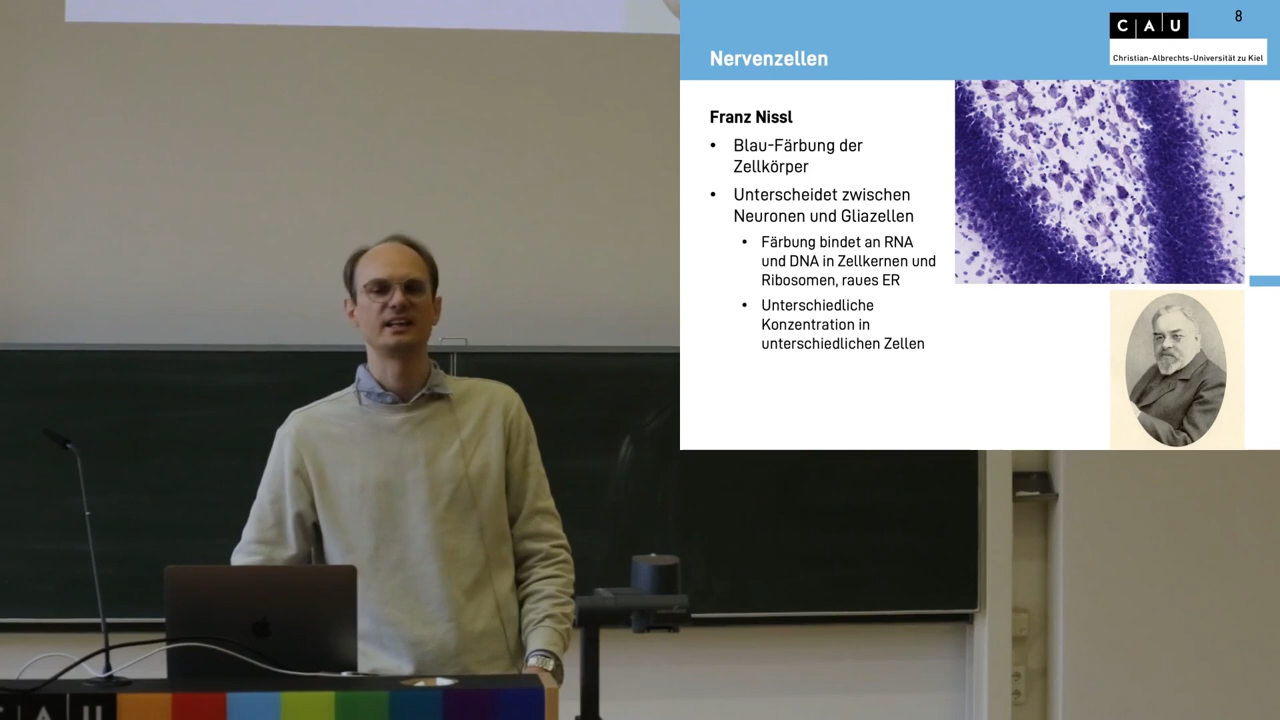 8
C A U
Christian-Albrechts-Universität zu Kiel
Nervenzellen
Franz Nissl
• Blau-Färbung der
Zellkörper
• Unterscheidet zwischen
Neuronen und Gliazellen
• Färbung bindet an RNA
und DNA in Zellkernen und
Ribosomen, raues ER
• Unterschiedliche
Konzentration in
unterschiedlichen Zellen
C A U